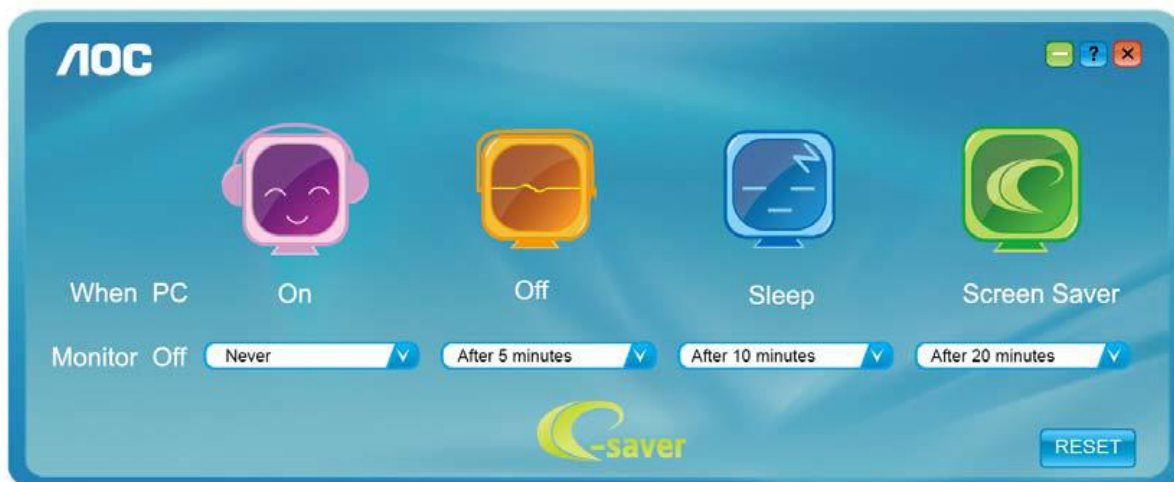 AOC
?
When PC On Off Sleep Screen Saver
Monitor Off Never After 5 minutes After 10 minutes After 20 minutes
e-saver
RESET